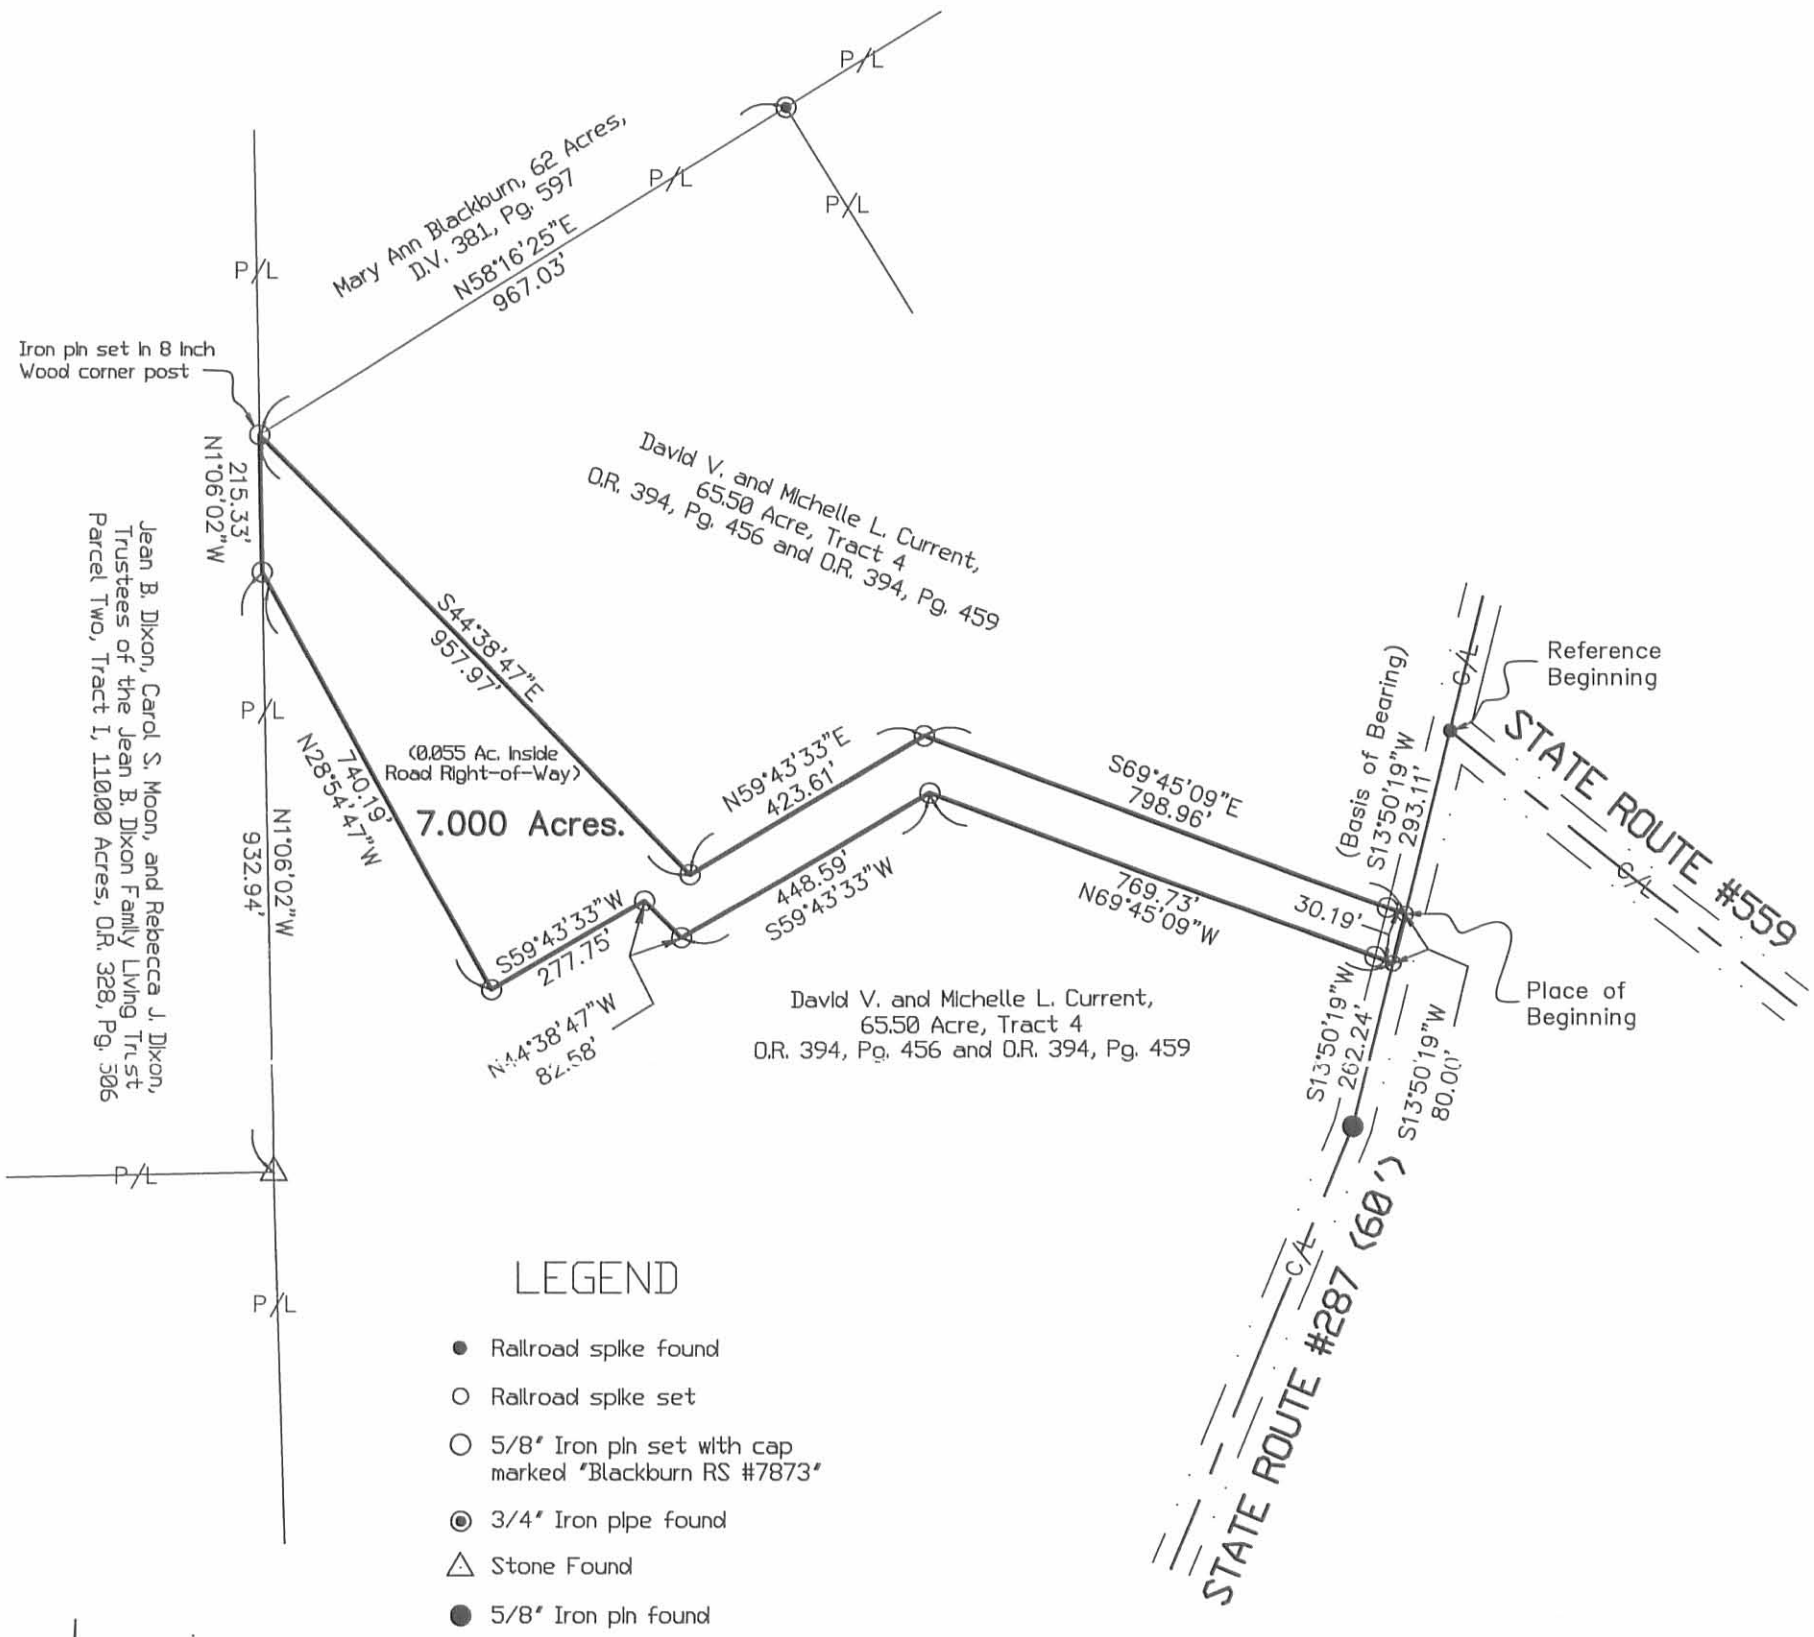 P/L
P/L
P/L
P/L
Mary Ann Blackburn, 62 Acres,
D.V. 381, Pg. 597
N58°16'25"E
967.03'
Iron pin set in 8 inch
Wood corner post
215.33'
N1°06'02"W
David V. and Michelle L. Current,
65.50 Acre, Tract 4
O.R. 394, Pg. 456 and O.R. 394, Pg. 459
Jean B. Dixon, Carol S. Moon, and Rebecca J. Dixon,
Trustees of the Jean B. Dixon Family Living Trust
Parcel Two, Tract I, 110.00 Acres, O.R. 328, Pg. 506
S44°38'47"E
957.97'
P/L
740.19'
N28°54'47"W
(0.055 Ac. Inside
Road Right-of-Way)
7.000 Acres.
N1°06'02"W
932.94'
N59°43'33"E
423.61'
S69°45'09"E
798.96'
(Basis of Bearing)
S13°50'19"W
293.11'
C/L
Reference
Beginning
STATE ROUTE #559
C/L
S59°43'33"W
277.75'
448.59'
S59°43'33"W
769.73'
N69°45'09"W
30.19'
Place of
Beginning
N44°38'47"W
82.58'
David V. and Michelle L. Current,
65.50 Acre, Tract 4
O.R. 394, Pg. 456 and O.R. 394, Pg. 459
S13°50'19"W
262.24'
S13°50'19"W
80.00'
P/L
P/L
C/L
STATE ROUTE #287 (60')
LEGEND
Railroad spike found
Railroad spike set
5/8" Iron pin set with cap
marked "Blackburn RS #7873"
3/4" Iron pipe found
Stone Found
5/8" Iron pin found